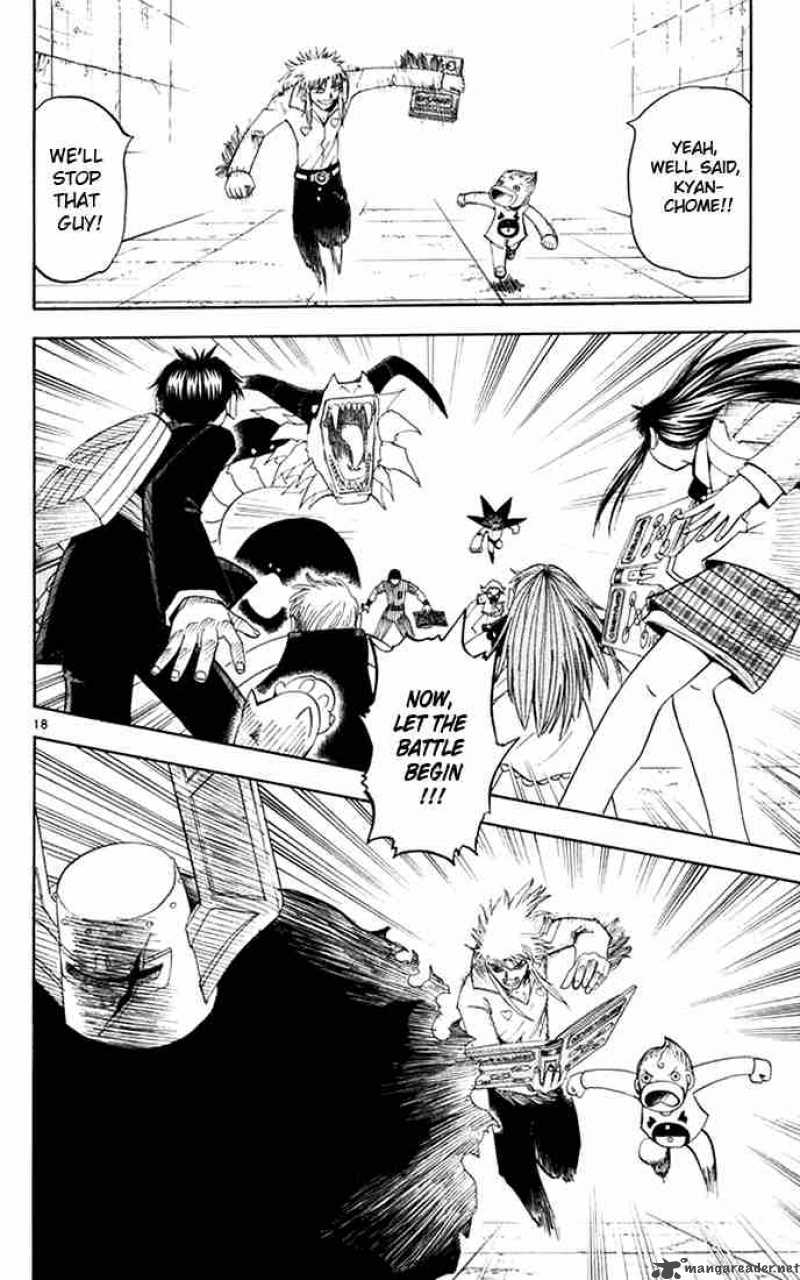 WE'LL
STOP
THAT
GUY!
YEAH,
WELL SAID,
KYAN-
CHOME!!
NOW,
LET THE
BATTLE
BEGIN
!!!
18
mangareader.net